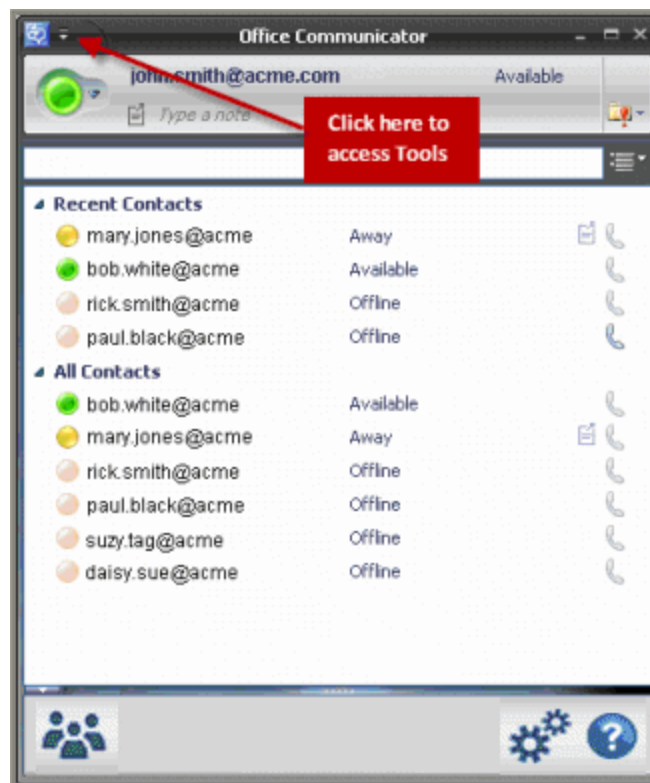 Office Communicator
john.smith@acme.com Available
Type a note
Click here to
access Tools
Recent Contacts
mary.jones@acme Away
bob.white@acme Available
rick.smith@acme Offline
paul.black@acme Offline
All Contacts
bob.white@acme Available
mary.jones@acme Away
rick.smith@acme Offline
paul.black@acme Offline
suzy.tag@acme Offline
daisy.sue@acme Offline
?